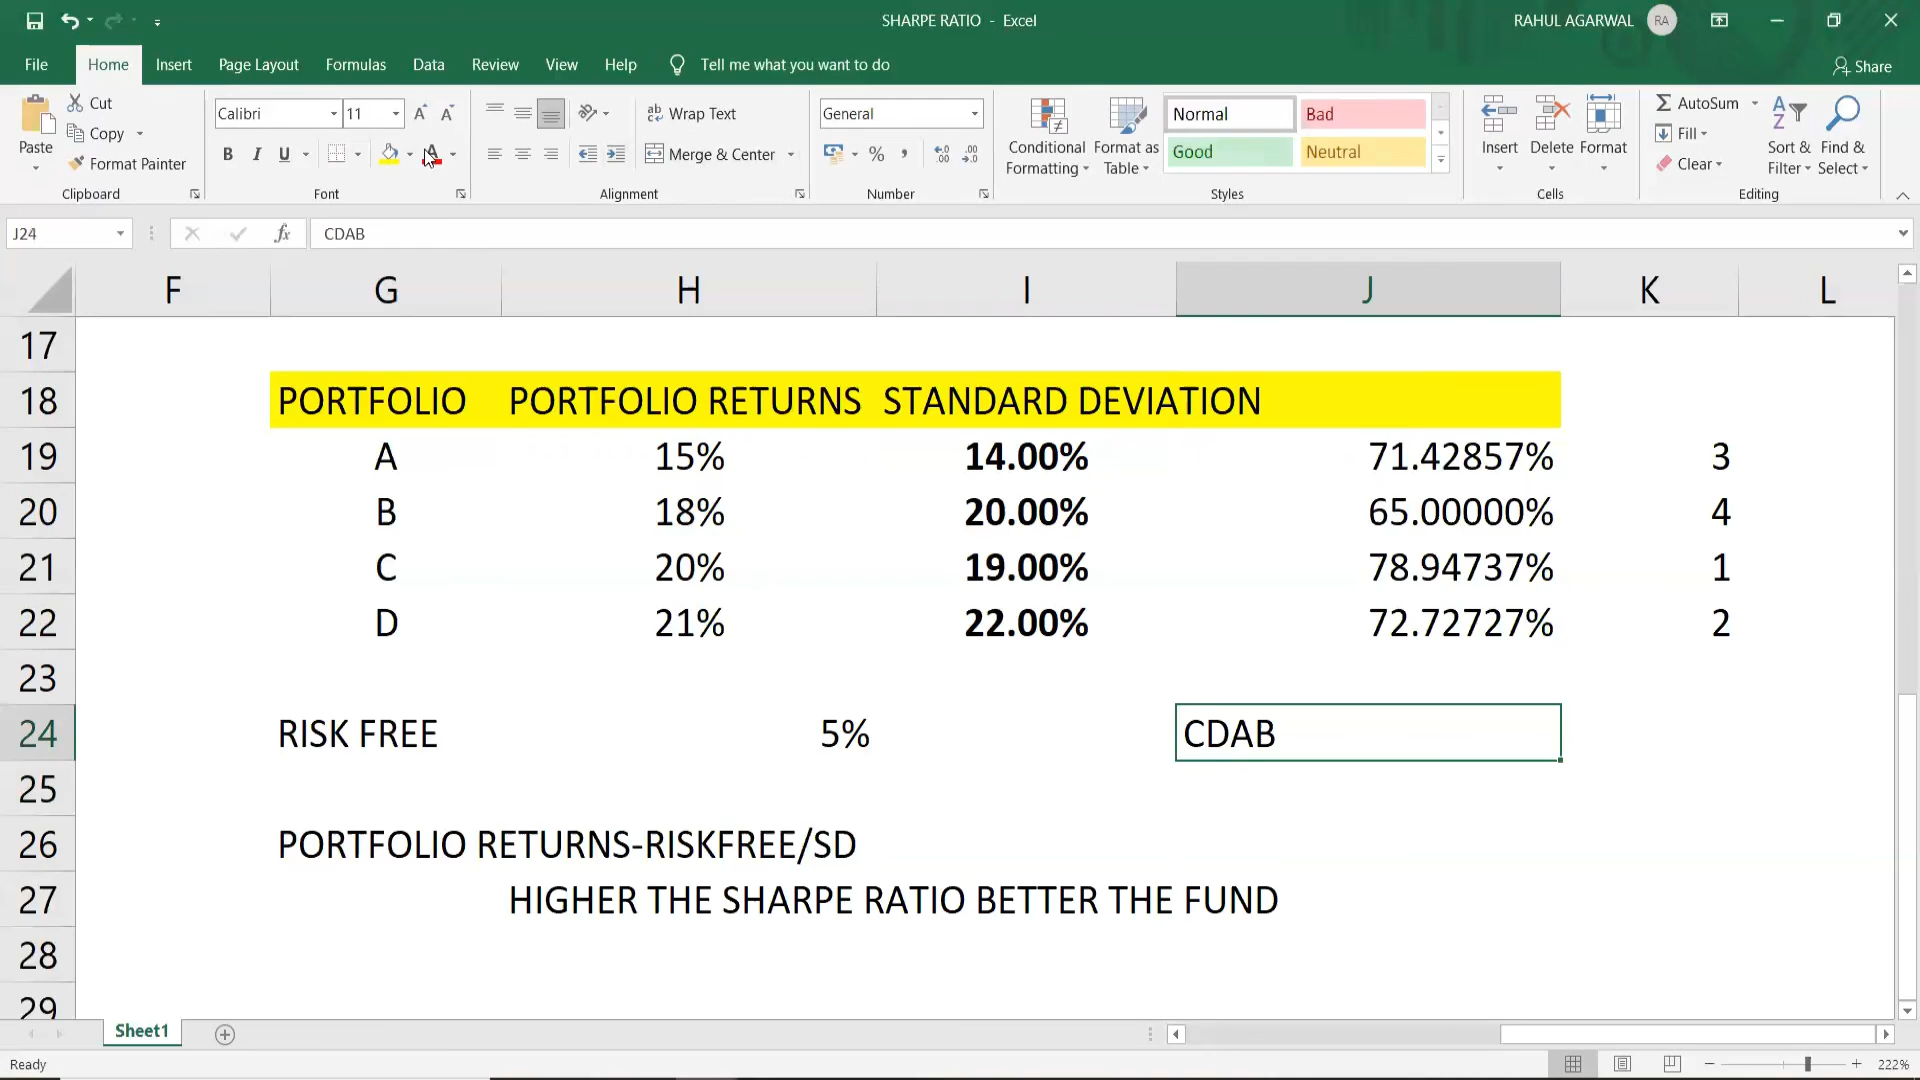 SHARPE RATIO - Excel
RAHUL AGARWAL RA
File Home Insert Page Layout Formulas Data Review View Help Tell me what you want to do Share
Paste
Cut
Copy
Format Painter
Clipboard
Calibri 11 A A
B I U A
Font
ab Wrap Text
Merge & Center
Alignment
General
% , .00 .0
Number
Conditional Formatting
Format as Table
Normal Bad
Good Neutral
Styles
Insert Delete Format
Cells
AutoSum
Fill
Clear
Sort & Filter
Find & Select
Editing
J24 fx CDAB
F G H I J K L
17
18 PORTFOLIO PORTFOLIO RETURNS STANDARD DEVIATION
19 A 15% 14.00% 71.42857% 3
20 B 18% 20.00% 65.00000% 4
21 C 20% 19.00% 78.94737% 1
22 D 21% 22.00% 72.72727% 2
23
24 RISK FREE 5% CDAB
25
26 PORTFOLIO RETURNS-RISKFREE/SD
27 HIGHER THE SHARPE RATIO BETTER THE FUND
28
29
Sheet1
Ready 222%